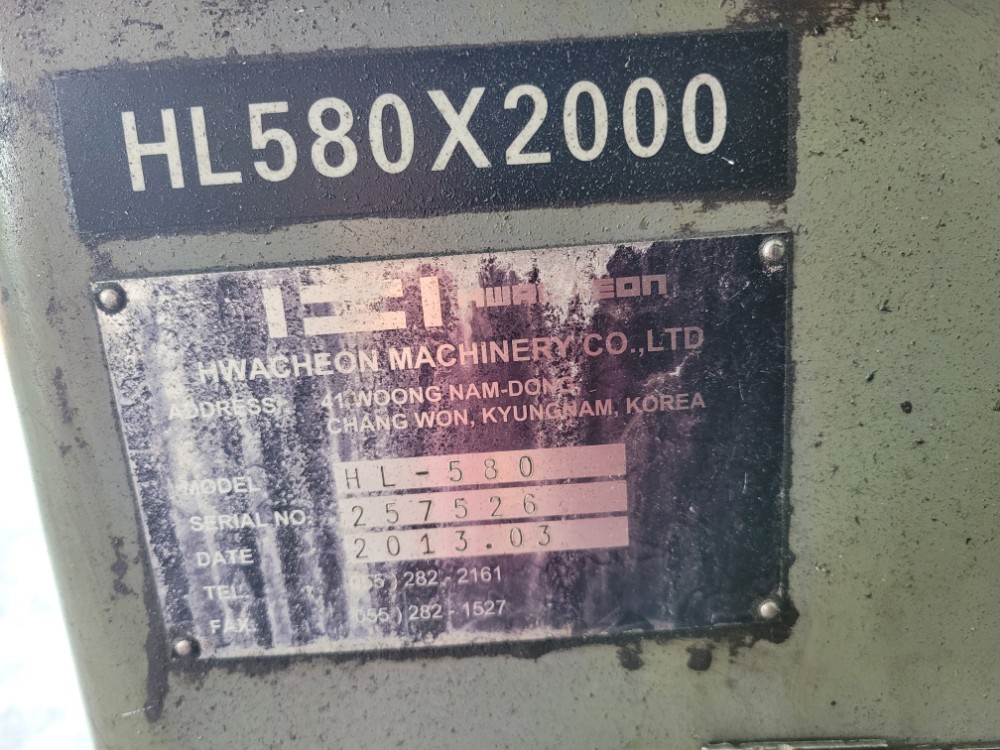 HL580X2000
HWACHEON
HWACHEON MACHINERY CO.,LTD
ADDRESS: 41. WOONG NAM-DONG,
CHANG WON, KYUNGNAM, KOREA
MODEL HL-580
SERIAL NO. 257526
DATE 2013.03
TEL. 055 ) 282 - 2161
FAX. 055 ) 282 - 1527